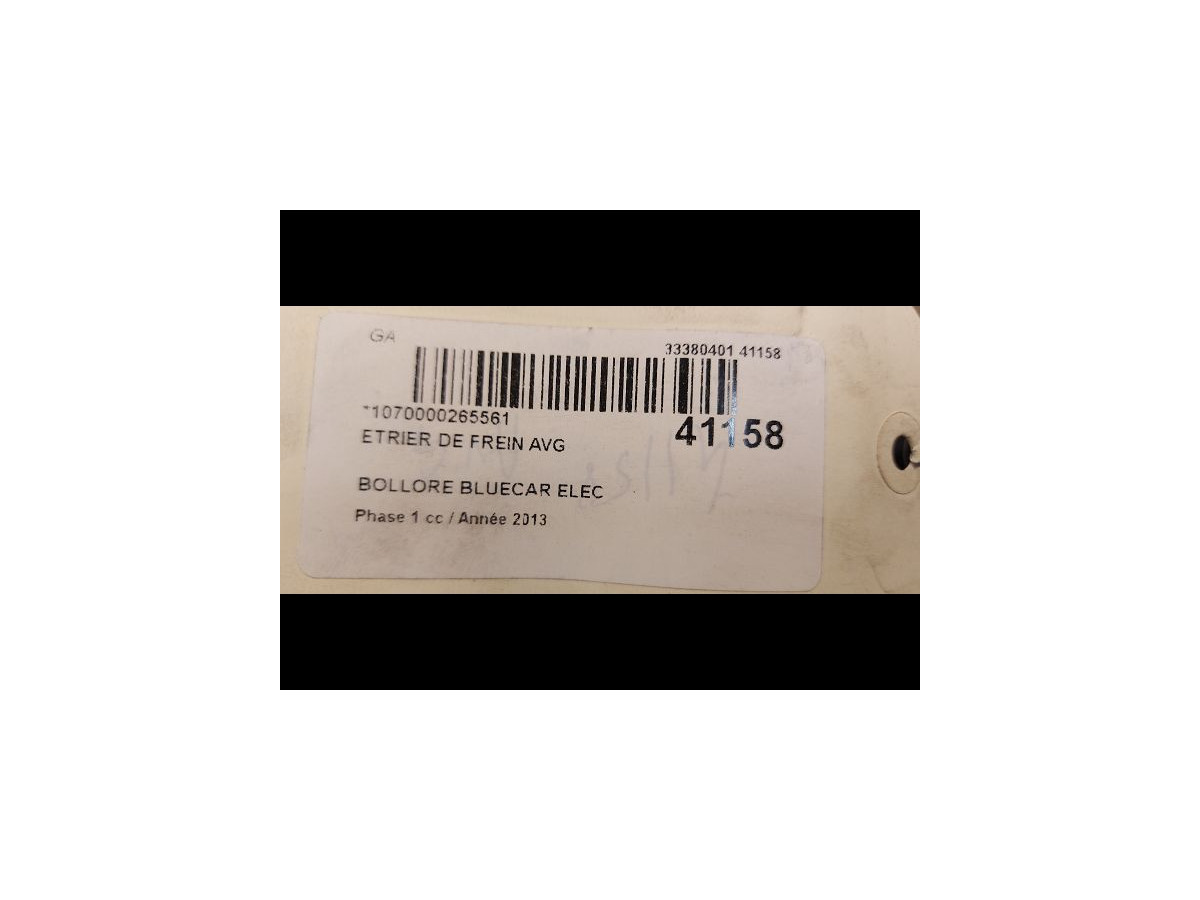 GA
33380401 41158
*1070000265561
41158
ETRIER DE FREIN AVG
BOLLORE BLUECAR ELEC
Phase 1 cc / Année 2013